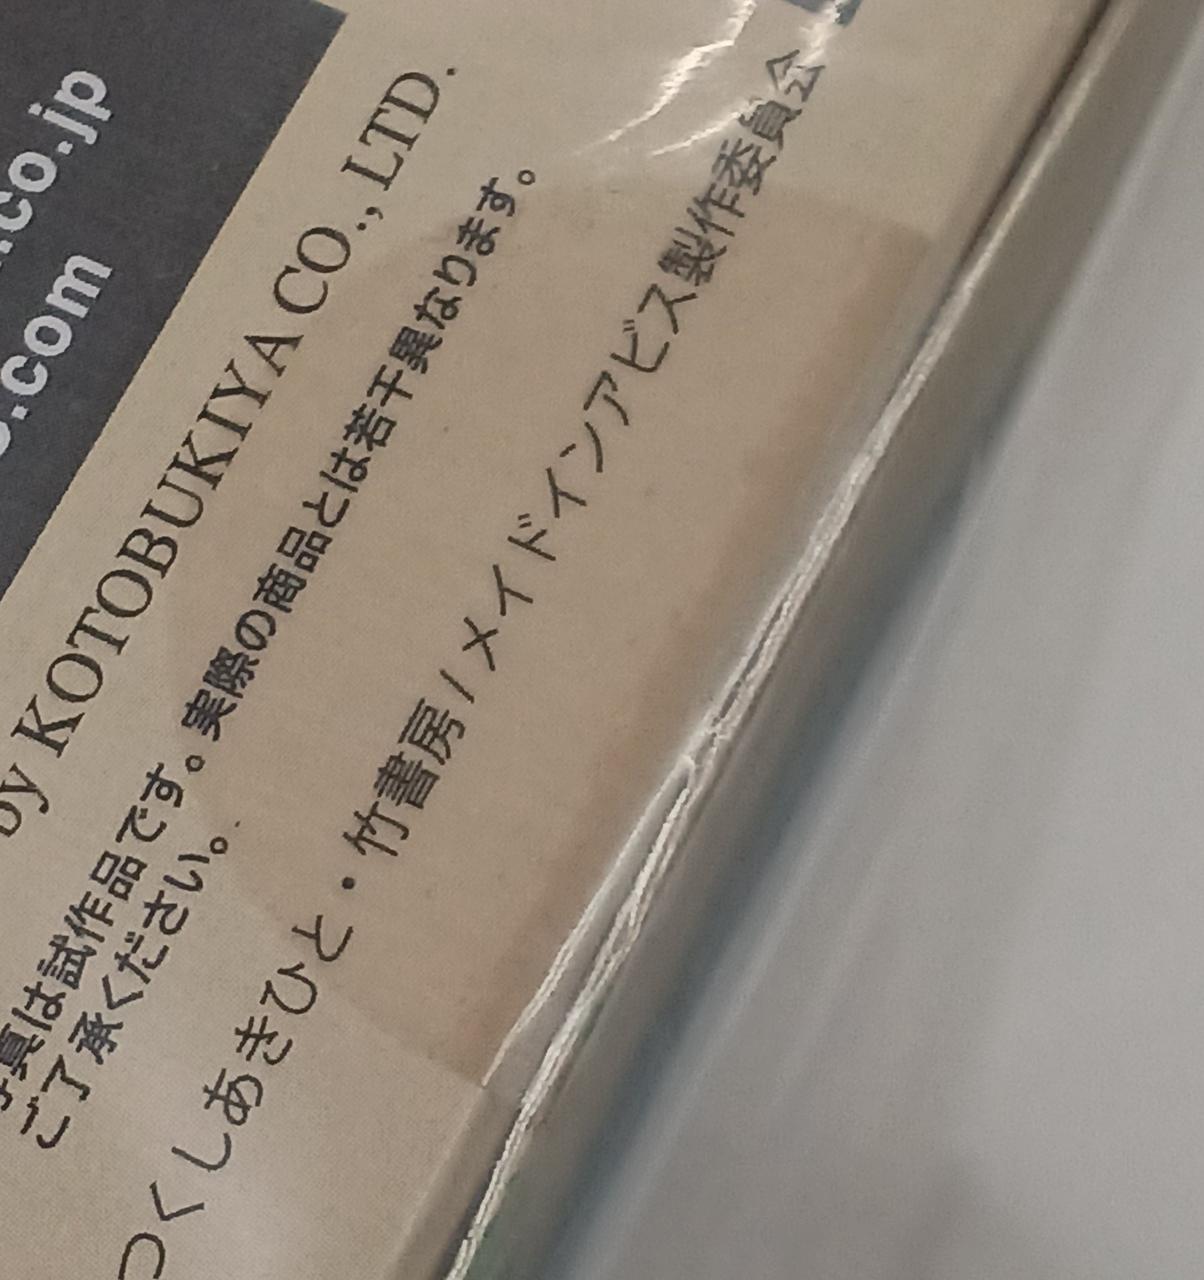 .co.jp
.com
by KOTOBUKIYA CO., LTD.
写真は試作品です。実際の商品とは若干異なります。
ご了承ください。
つくしあきひと・竹書房/メイドインアビス製作委員会